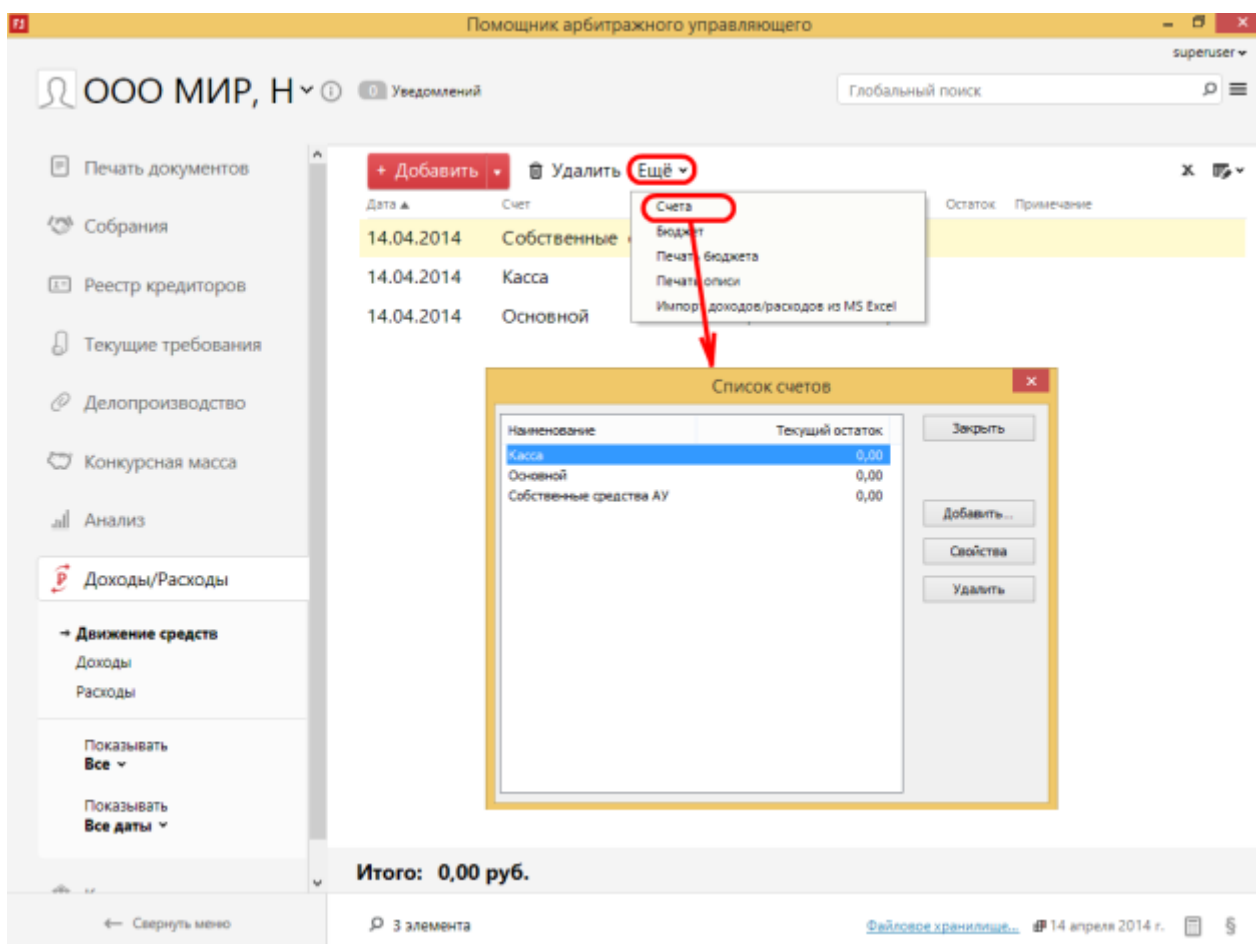 Помощник арбитражного управляющего
superuser
ООО МИР, Н
0 Уведомлений
Глобальный поиск
Печать документов
Собрания
Реестр кредиторов
Текущие требования
Делопроизводство
Конкурсная масса
Анализ
Доходы/Расходы
→ Движение средств
Доходы
Расходы
Показывать
Все
Показывать
Все даты
← Свернуть меню
+ Добавить
Удалить
Ещё
Дата Счет Остаток Примечание
14.04.2014 Собственные
14.04.2014 Касса
14.04.2014 Основной
Счета
Бюджет
Печать бюджета
Печать описи
Импорт доходов/расходов из MS Excel
Список счетов
Наименование Текущий остаток
Касса 0,00
Основной 0,00
Собственные средства АУ 0,00
Закрыть
Добавить...
Свойства
Удалить
Итого: 0,00 руб.
3 элемента
Файловое хранилище...
14 апреля 2014 г.
§